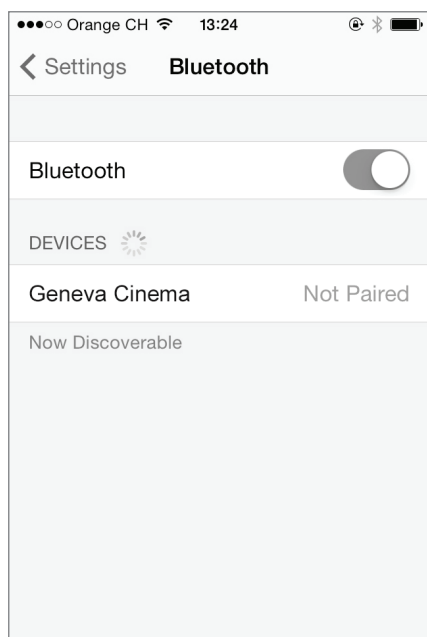 Orange CH 13:24
Settings Bluetooth
Bluetooth
DEVICES
Geneva Cinema Not Paired
Now Discoverable